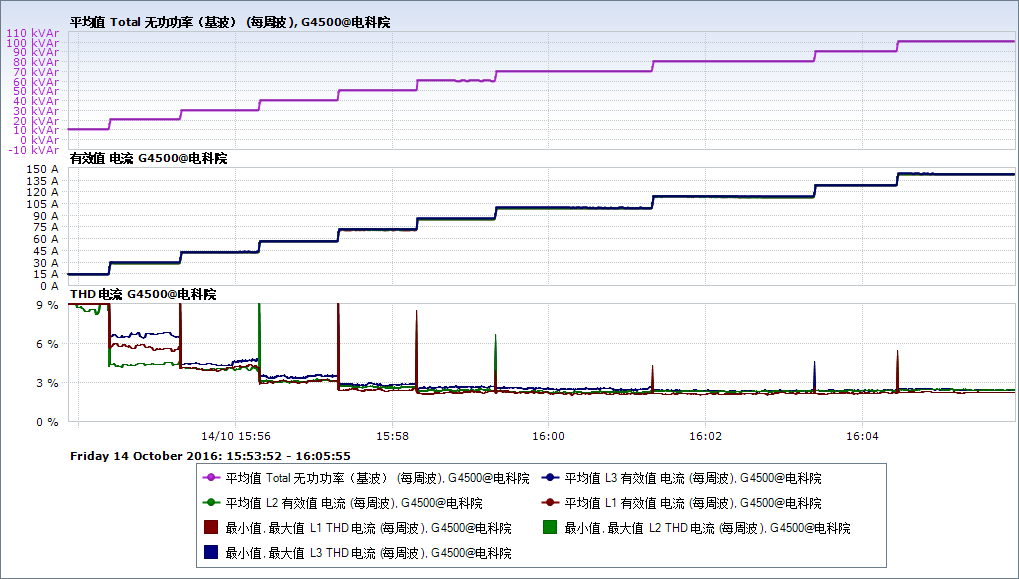 平均值 Total 无功功率（基波） (每周波), G4500@电科院
110 kVAr
100 kVAr
90 kVAr
80 kVAr
70 kVAr
60 kVAr
50 kVAr
40 kVAr
30 kVAr
20 kVAr
10 kVAr
0 kVAr
-10 kVAr
有效值 电流 G4500@电科院
150 A
135 A
120 A
105 A
90 A
75 A
60 A
45 A
30 A
15 A
0 A
THD 电流 G4500@电科院
9 %
6 %
3 %
0 %
14/10 15:56 15:58 16:00 16:02 16:04
Friday 14 October 2016: 15:53:52 - 16:05:55
平均值 Total 无功功率（基波） (每周波), G4500@电科院 平均值 L3 有效值 电流 (每周波), G4500@电科院
平均值 L2 有效值 电流 (每周波), G4500@电科院 平均值 L1 有效值 电流 (每周波), G4500@电科院
最小值, 最大值 L1 THD 电流 (每周波), G4500@电科院 最小值, 最大值 L2 THD 电流 (每周波), G4500@电科院
最小值, 最大值 L3 THD 电流 (每周波), G4500@电科院